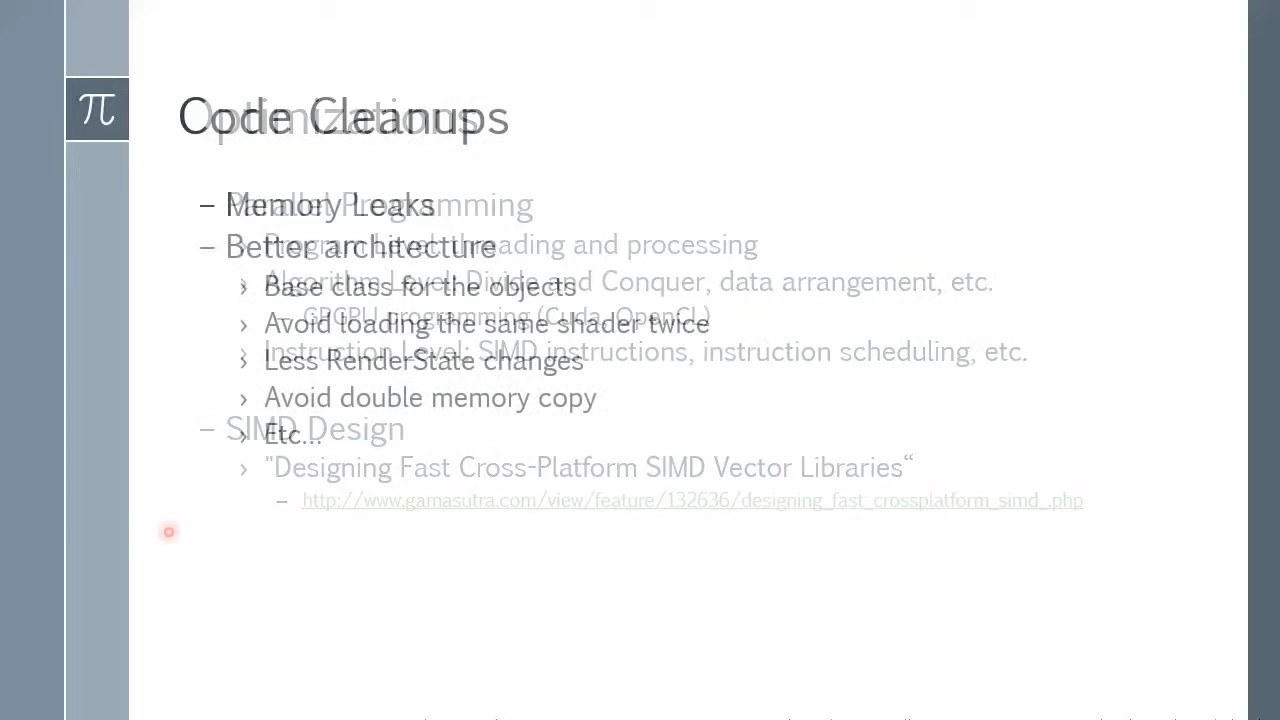 π
Code Cleanups
– Memory Leaks
– Better architecture
› Base class for the objects
› Avoid loading the same shader twice
› Less RenderState changes
› Avoid double memory copy
› Etc...
Optimizations
– Parallel Programming
› Program Level: threading and processing
› Algorithm Level: Divide and Conquer, data arrangement, etc.
– GPGPU programming (Cuda, OpenCL)
› Instruction Level: SIMD instructions, instruction scheduling, etc.
– SIMD Design
› "Designing Fast Cross-Platform SIMD Vector Libraries“
– http://www.gamasutra.com/view/feature/132636/designing_fast_crossplatform_simd_.php